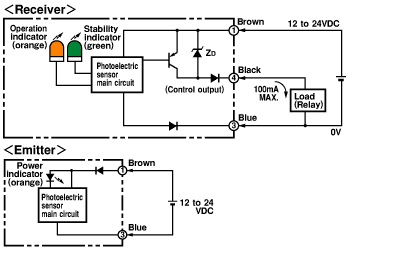 <Receiver>
Operation
indicator
(orange)
Stability
indicator
(green)
Photoelectric
sensor
main circuit
ZD
(Control output)
1
Brown
12 to 24VDC
4
Black
100mA
MAX.
Load
(Relay)
3
Blue
0V
<Emitter>
Power
indicator
(orange)
Photoelectric
sensor
main circuit
1
Brown
12 to 24
VDC
3
Blue